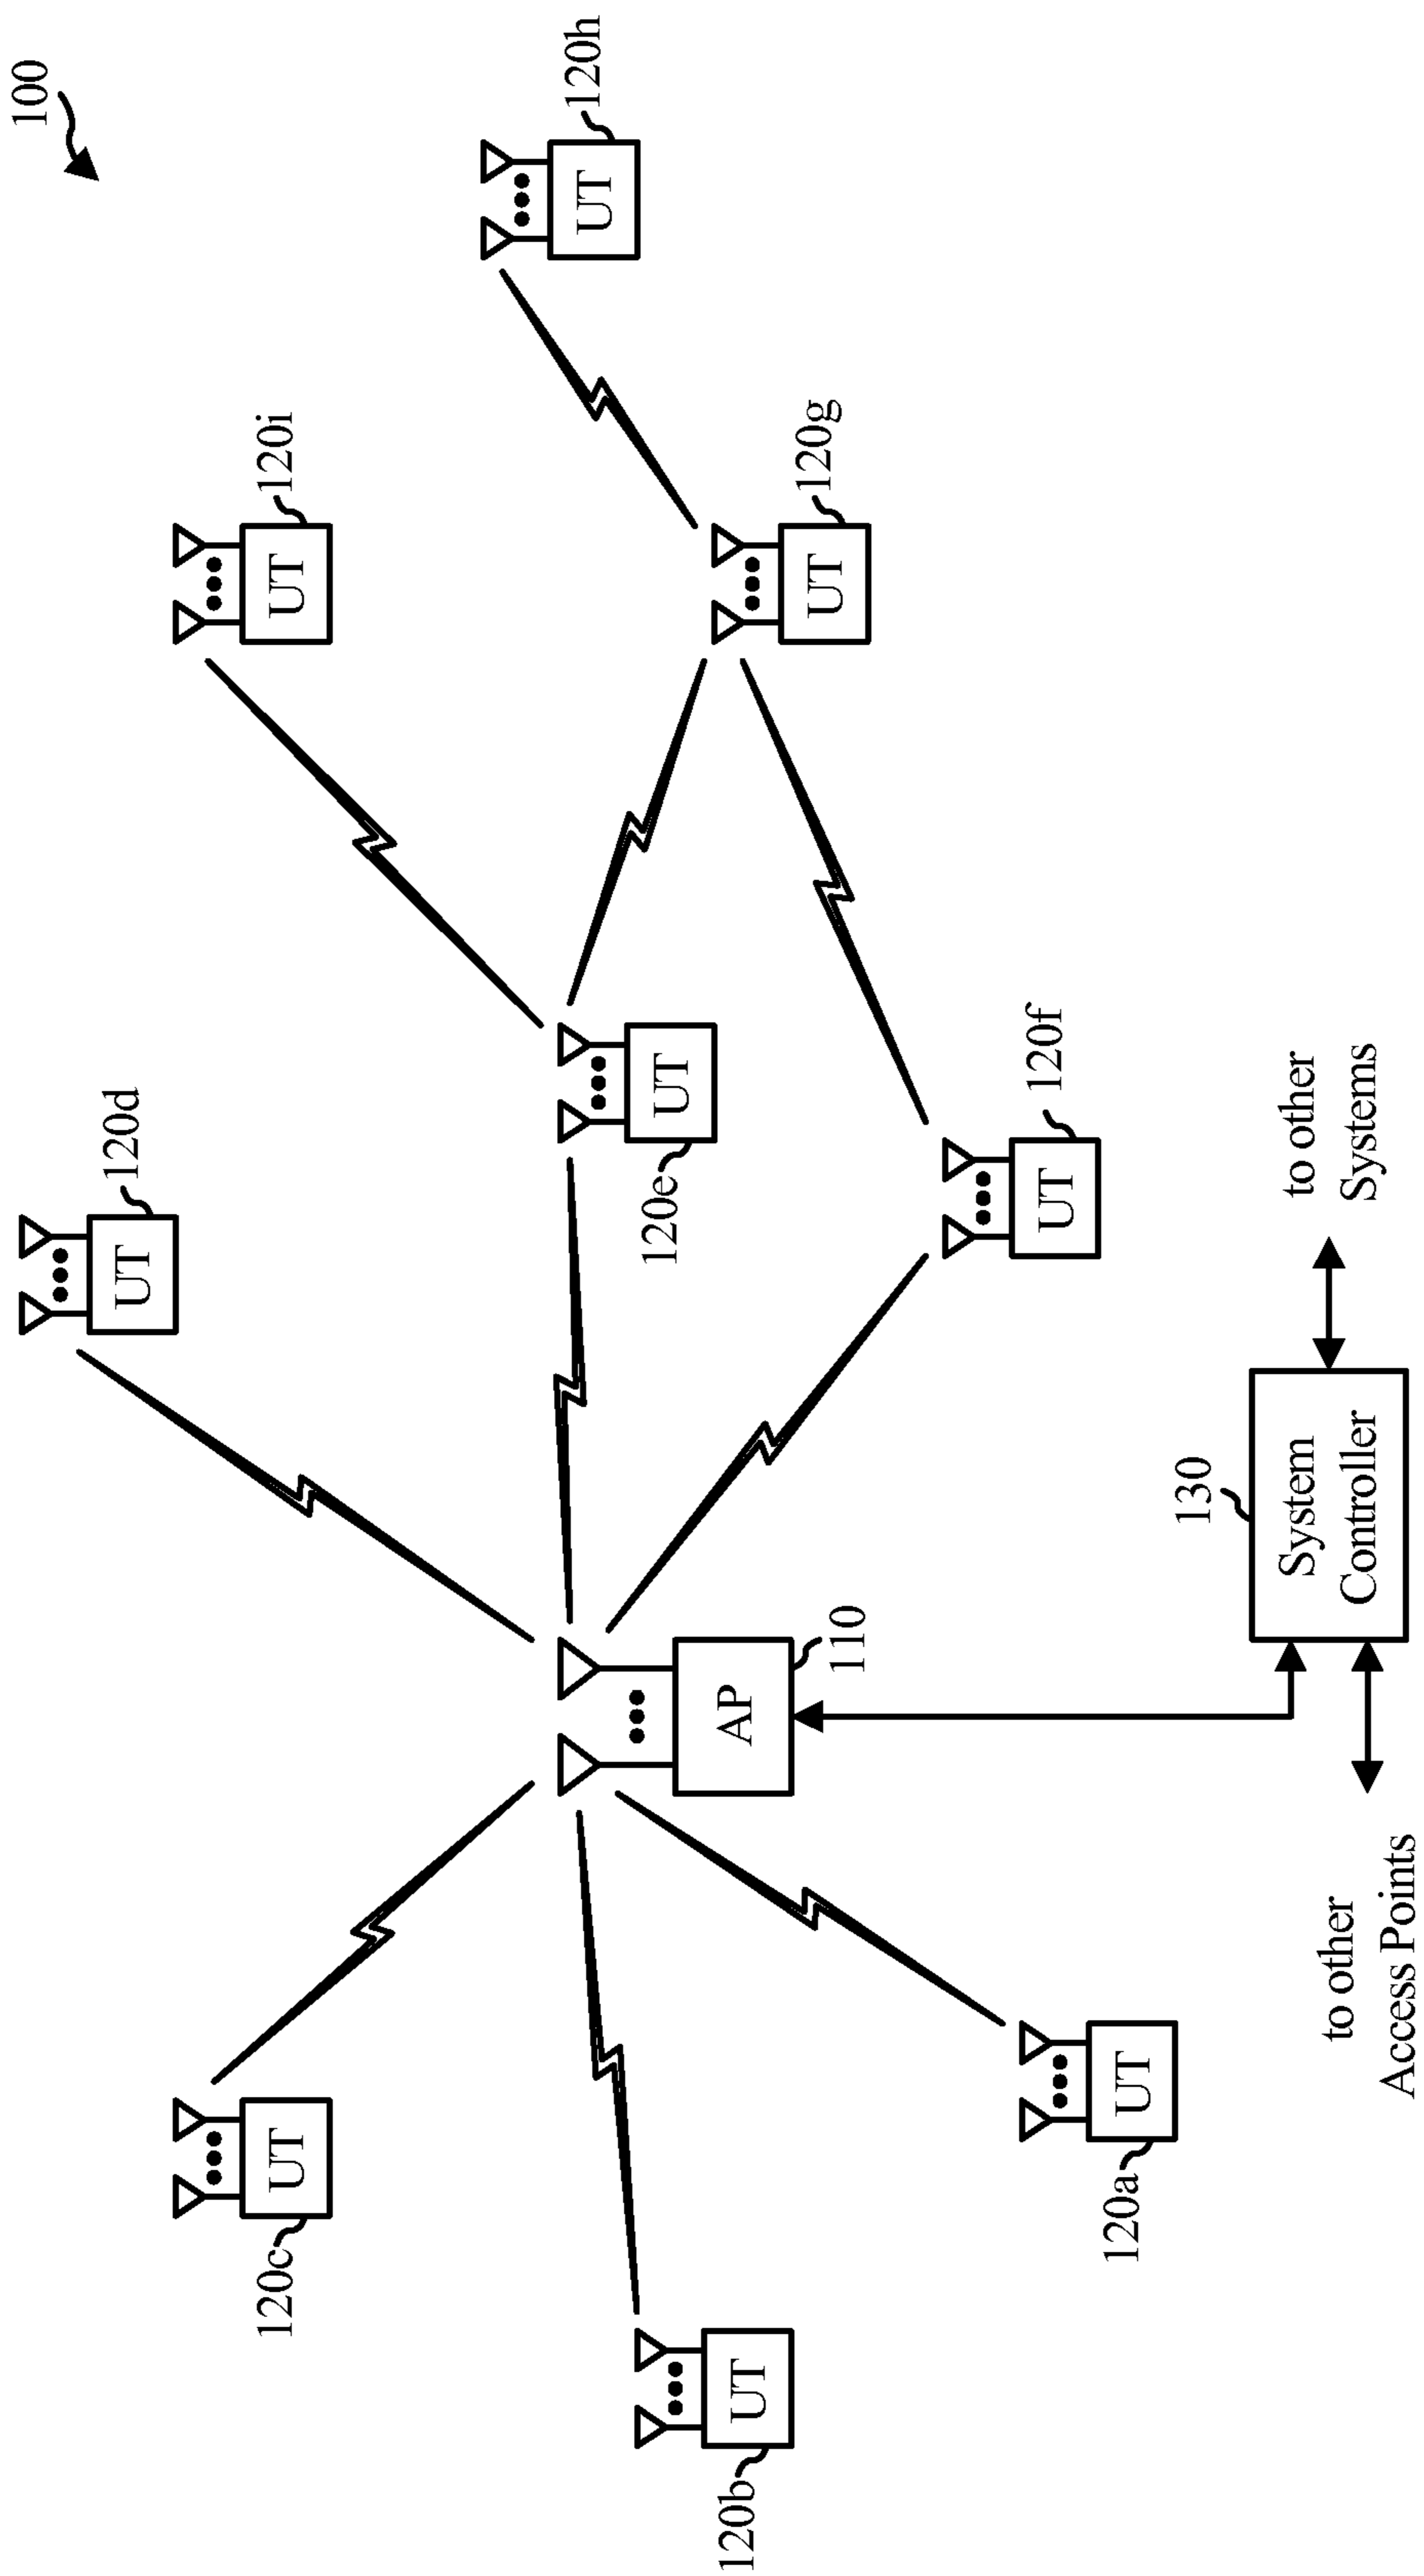 100
120d
UT
120i
UT
120h
UT
120c
UT
120e
UT
120g
UT
AP
110
120b
UT
120f
UT
120a
UT
130
System
Controller
to other
Systems
to other
Access Points